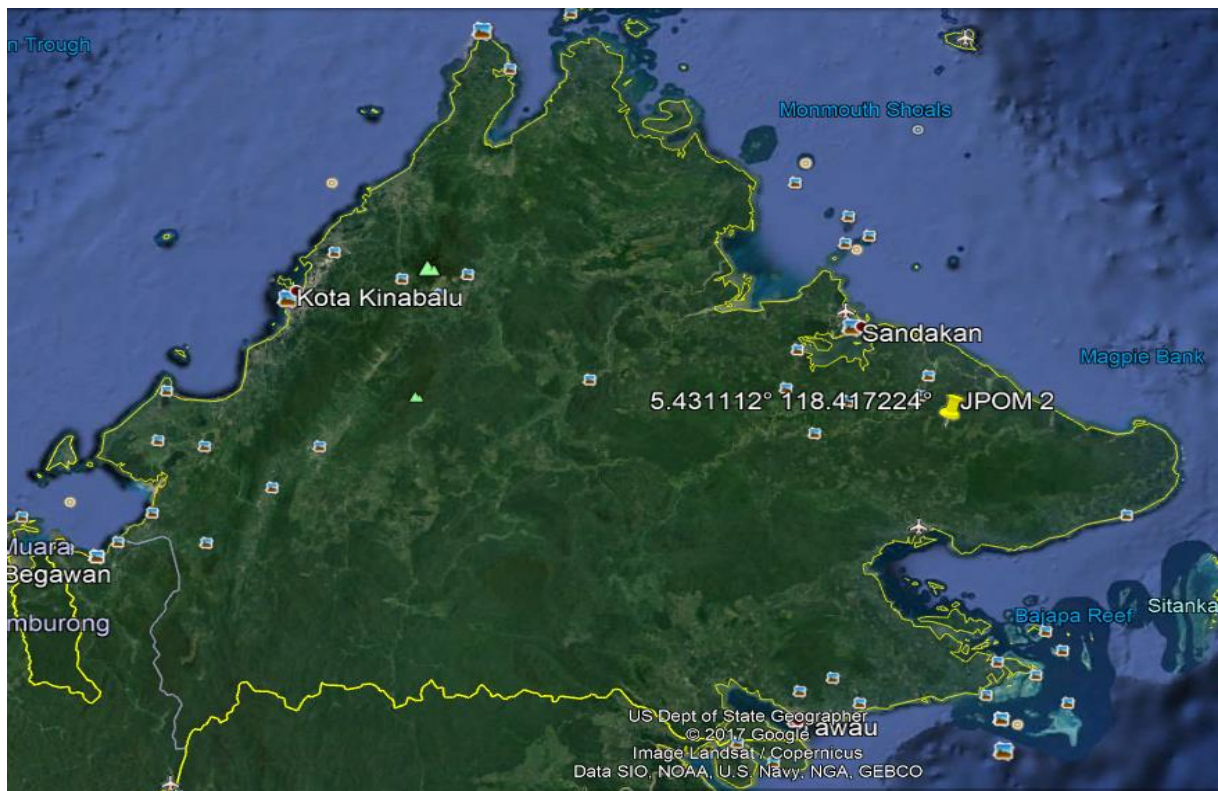 n Trough
Monmouth Shoals
Kota Kinabalu
Sandakan
Magpie Bank
5.431112° 118.417224° JPOM 2
Muara
Begawan
mburong
Bajapa Reef
Sitanka
US Dept of State Geographer
© 2017 Google
Image Landsat / Copernicus
Data SIO, NOAA, U.S. Navy, NGA, GEBCO
awau